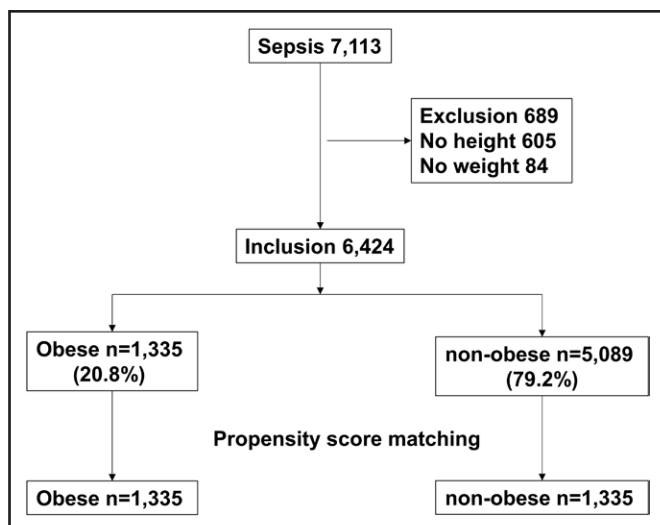 Sepsis 7,113
Exclusion 689
No height 605
No weight 84
Inclusion 6,424
Obese n=1,335
(20.8%)
non-obese n=5,089
(79.2%)
Propensity score matching
Obese n=1,335
non-obese n=1,335